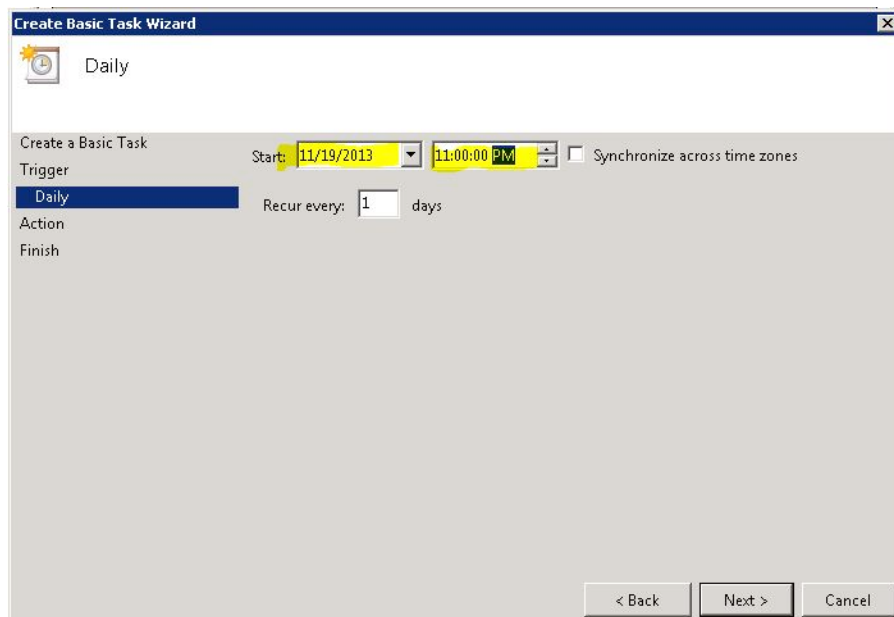 Create Basic Task Wizard
Daily
Create a Basic Task
Trigger
Daily
Action
Finish
Start: 11/19/2013 11:00:00 PM Synchronize across time zones
Recur every: 1 days
< Back Next > Cancel